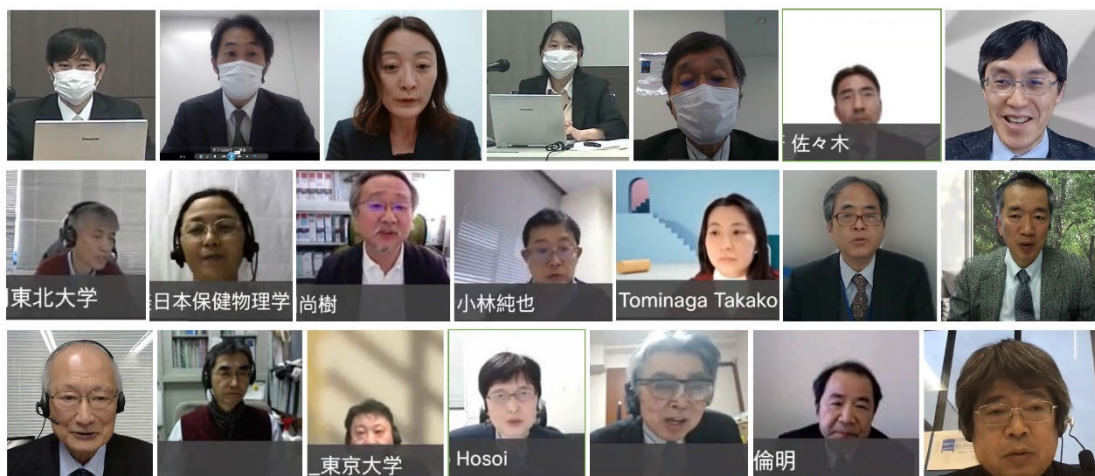 Panasonic
佐々木
東北大学
日本保健物理学
尚樹
小林純也
Tominaga Takako
_東京大学
Hosoi
倫明